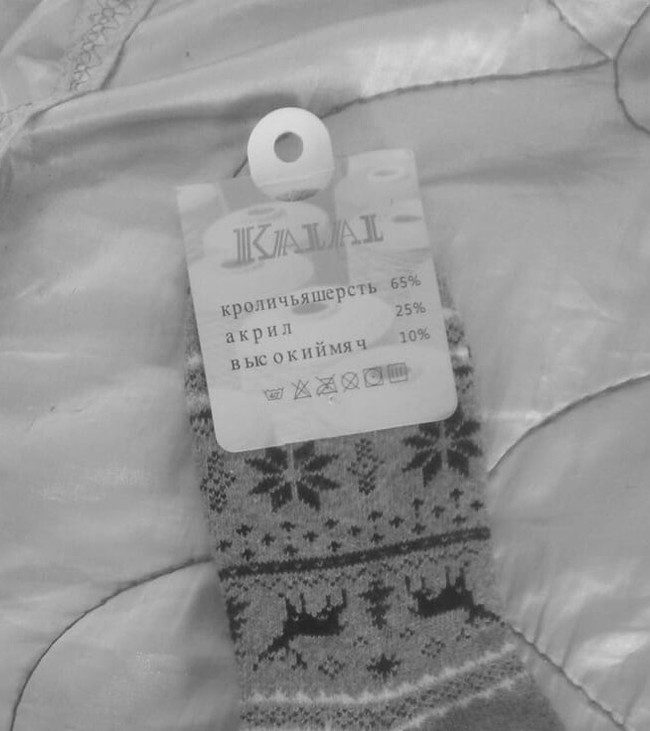 KALAL
кроличьяшерсть 65%
акрил 25%
высокиймяч 10%